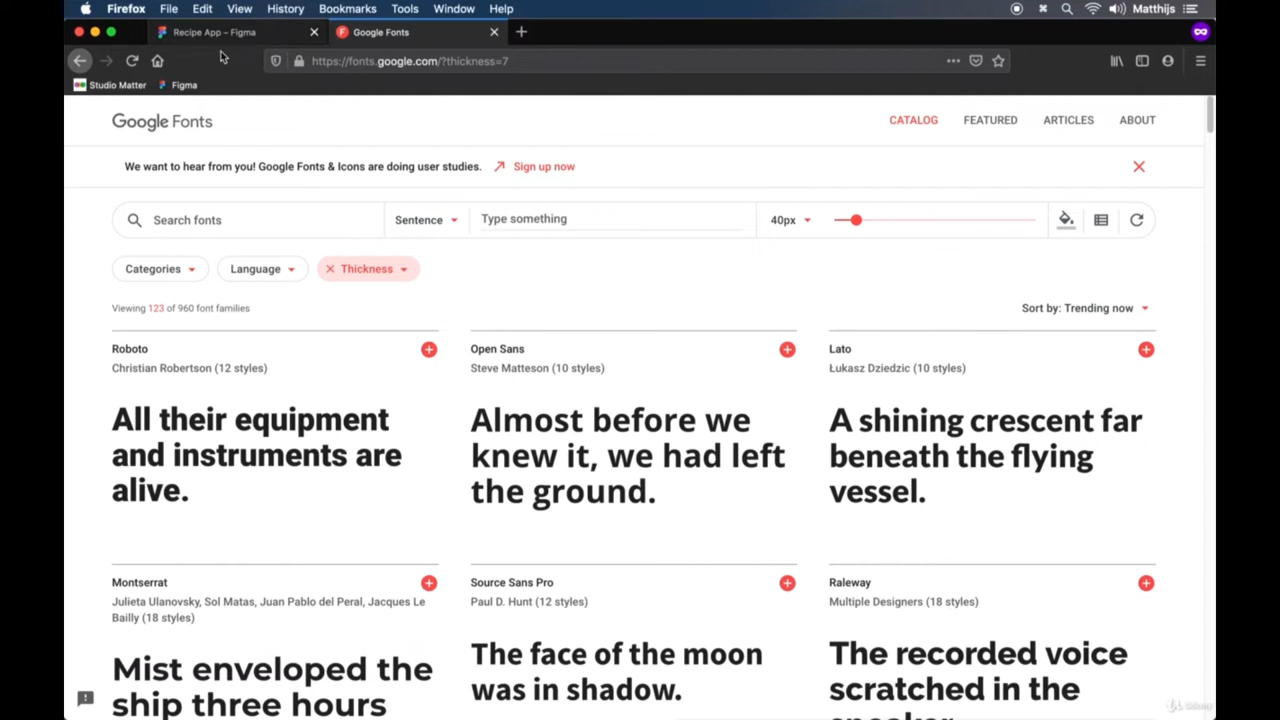 Firefox File Edit View History Bookmarks Tools Window Help Matthijs
Recipe App – Figma Google Fonts
https://fonts.google.com/?thickness=7
Studio Matter Figma
Google Fonts CATALOG FEATURED ARTICLES ABOUT
We want to hear from you! Google Fonts & Icons are doing user studies. Sign up now
Search fonts Sentence Type something 40px
Categories Language Thickness
Viewing 123 of 960 font families Sort by: Trending now
Roboto
Christian Robertson (12 styles)
All their equipment
and instruments are
alive.
Open Sans
Steve Matteson (10 styles)
Almost before we
knew it, we had left
the ground.
Lato
Łukasz Dziedzic (10 styles)
A shining crescent far
beneath the flying
vessel.
Montserrat
Julieta Ulanovsky, Sol Matas, Juan Pablo del Peral, Jacques Le
Bailly (18 styles)
Mist enveloped the
ship three hours
Source Sans Pro
Paul D. Hunt (12 styles)
The face of the moon
was in shadow.
Raleway
Multiple Designers (18 styles)
The recorded voice
scratched in the
speaker.
Udemy